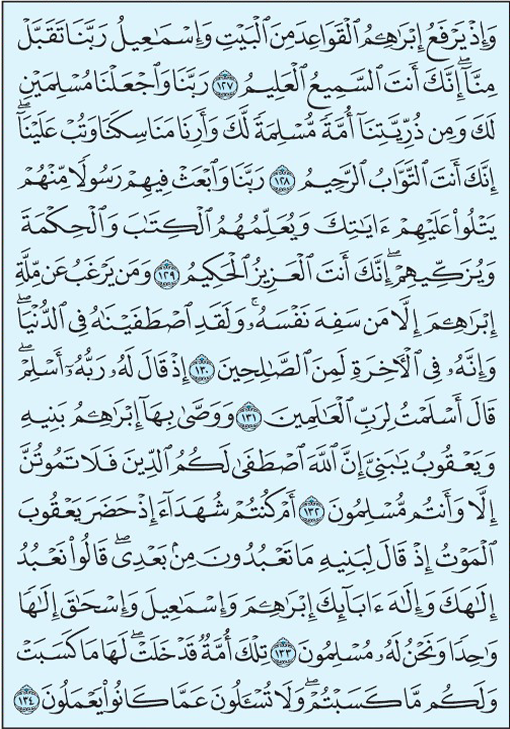 وَإِذۡ يَرۡفَعُ إِبۡرَٰهِـۧمُ ٱلۡقَوَاعِدَ مِنَ ٱلۡبَيۡتِ وَإِسۡمَٰعِيلُ رَبَّنَا تَقَبَّلۡ
مِنَّآۖ إِنَّكَ أَنتَ ٱلسَّمِيعُ ٱلۡعَلِيمُ ١٢٧ رَبَّنَا وَٱجۡعَلۡنَا مُسۡلِمَيۡنِ
لَكَ وَمِن ذُرِّيَّتِنَآ أُمَّةٗ مُّسۡلِمَةٗ لَّكَ وَأَرِنَا مَنَاسِكَنَا وَتُبۡ عَلَيۡنَآۖ
إِنَّكَ أَنتَ ٱلتَّوَّابُ ٱلرَّحِيمُ ١٢٨ رَبَّنَا وَٱبۡعَثۡ فِيهِمۡ رَسُولٗا مِّنۡهُمۡ
يَتۡلُواْ عَلَيۡهِمۡ ءَايَٰتِكَ وَيُعَلِّمُهُمُ ٱلۡكِتَٰبَ وَٱلۡحِكۡمَةَ
وَيُزَكِّيهِمۡۖ إِنَّكَ أَنتَ ٱلۡعَزِيزُ ٱلۡحَكِيمُ ١٢٩ وَمَن يَرۡغَبُ عَن مِّلَّةِ
إِبۡرَٰهِـۧمَ إِلَّا مَن سَفِهَ نَفۡسَهُۥۚ وَلَقَدِ ٱصۡطَفَيۡنَٰهُ فِي ٱلدُّنۡيَاۖ
وَإِنَّهُۥ فِي ٱلۡأٓخِرَةِ لَمِنَ ٱلصَّٰلِحِينَ ١٣٠ إِذۡ قَالَ لَهُۥ رَبُّهُۥٓ أَسۡلِمۡۖ
قَالَ أَسۡلَمۡتُ لِرَبِّ ٱلۡعَٰلَمِينَ ١٣١ وَوَصَّىٰ بِهَآ إِبۡرَٰهِـۧمُ بَنِيهِ
وَيَعۡقُوبُ يَٰبَنِيَّ إِنَّ ٱللَّهَ ٱصۡطَفَىٰ لَكُمُ ٱلدِّينَ فَلَا تَمُوتُنَّ
إِلَّا وَأَنتُم مُّسۡلِمُونَ ١٣٢ أَمۡ كُنتُمۡ شُهَدَآءَ إِذۡ حَضَرَ يَعۡقُوبَ
ٱلۡمَوۡتُ إِذۡ قَالَ لِبَنِيهِ مَا تَعۡبُدُونَ مِنۢ بَعۡدِيۖ قَالُواْ نَعۡبُدُ
إِلَٰهَكَ وَإِلَٰهَ ءَابَآئِكَ إِبۡرَٰهِـۧمَ وَإِسۡمَٰعِيلَ وَإِسۡحَٰقَ إِلَٰهٗا
وَٰحِدٗا وَنَحۡنُ لَهُۥ مُسۡلِمُونَ ١٣٣ تِلۡكَ أُمَّةٞ قَدۡ خَلَتۡۖ لَهَا مَا كَسَبَتۡ
وَلَكُم مَّا كَسَبۡتُمۡۖ وَلَا تُسۡـَٔلُونَ عَمَّا كَانُواْ يَعۡمَلُونَ ١٣٤